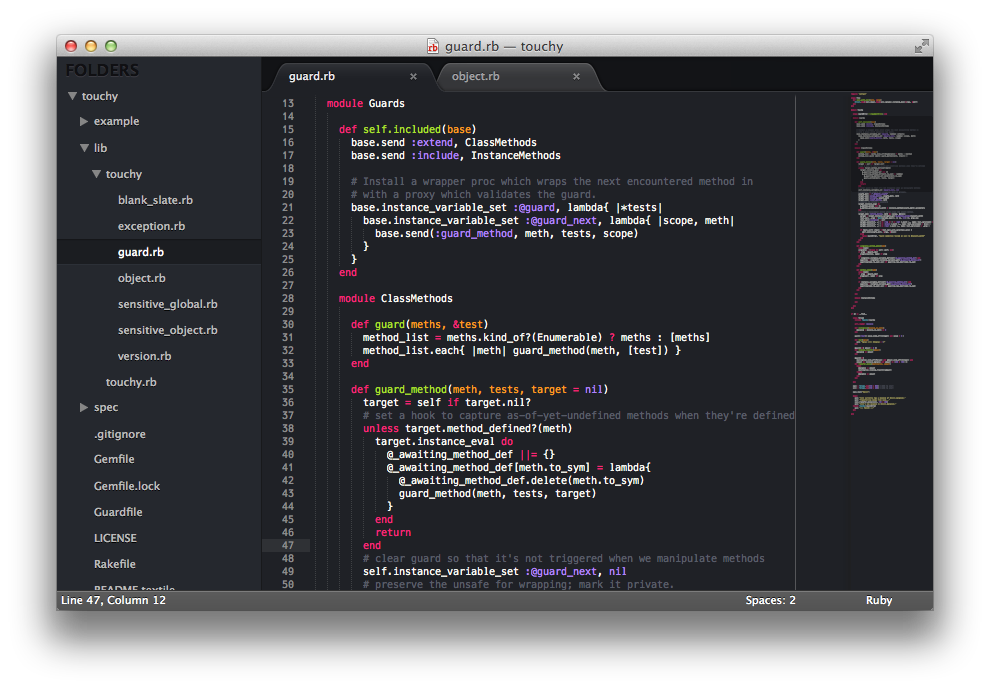 guard.rb — touchy
FOLDERS
touchy
example
lib
touchy
blank_slate.rb
exception.rb
guard.rb
object.rb
sensitive_global.rb
sensitive_object.rb
version.rb
touchy.rb
spec
.gitignore
Gemfile
Gemfile.lock
Guardfile
LICENSE
Rakefile
README.textile
guard.rb ×
object.rb ×
13 module Guards
14
15 def self.included(base)
16 base.send :extend, ClassMethods
17 base.send :include, InstanceMethods
18
19 # Install a wrapper proc which wraps the next encountered method in
20 # with a proxy which validates the guard.
21 base.instance_variable_set :@guard, lambda{ |*tests|
22 base.instance_variable_set :@guard_next, lambda{ |scope, meth|
23 base.send(:guard_method, meth, tests, scope)
24 }
25 }
26 end
27
28 module ClassMethods
29
30 def guard(meths, &test)
31 method_list = meths.kind_of?(Enumerable) ? meths : [meths]
32 method_list.each{ |meth| guard_method(meth, [test]) }
33 end
34
35 def guard_method(meth, tests, target = nil)
36 target = self if target.nil?
37 # set a hook to capture as-of-yet-undefined methods when they're defined
38 unless target.method_defined?(meth)
39 target.instance_eval do
40 @_awaiting_method_def ||= {}
41 @_awaiting_method_def[meth.to_sym] = lambda{
42 @_awaiting_method_def.delete(meth.to_sym)
43 guard_method(meth, tests, target)
44 }
45 end
46 return
47 end
48 # clear guard so that it's not triggered when we manipulate methods
49 self.instance_variable_set :@guard_next, nil
50 # preserve the unsafe for wrapping; mark it private.
Line 47, Column 12
Spaces: 2
Ruby